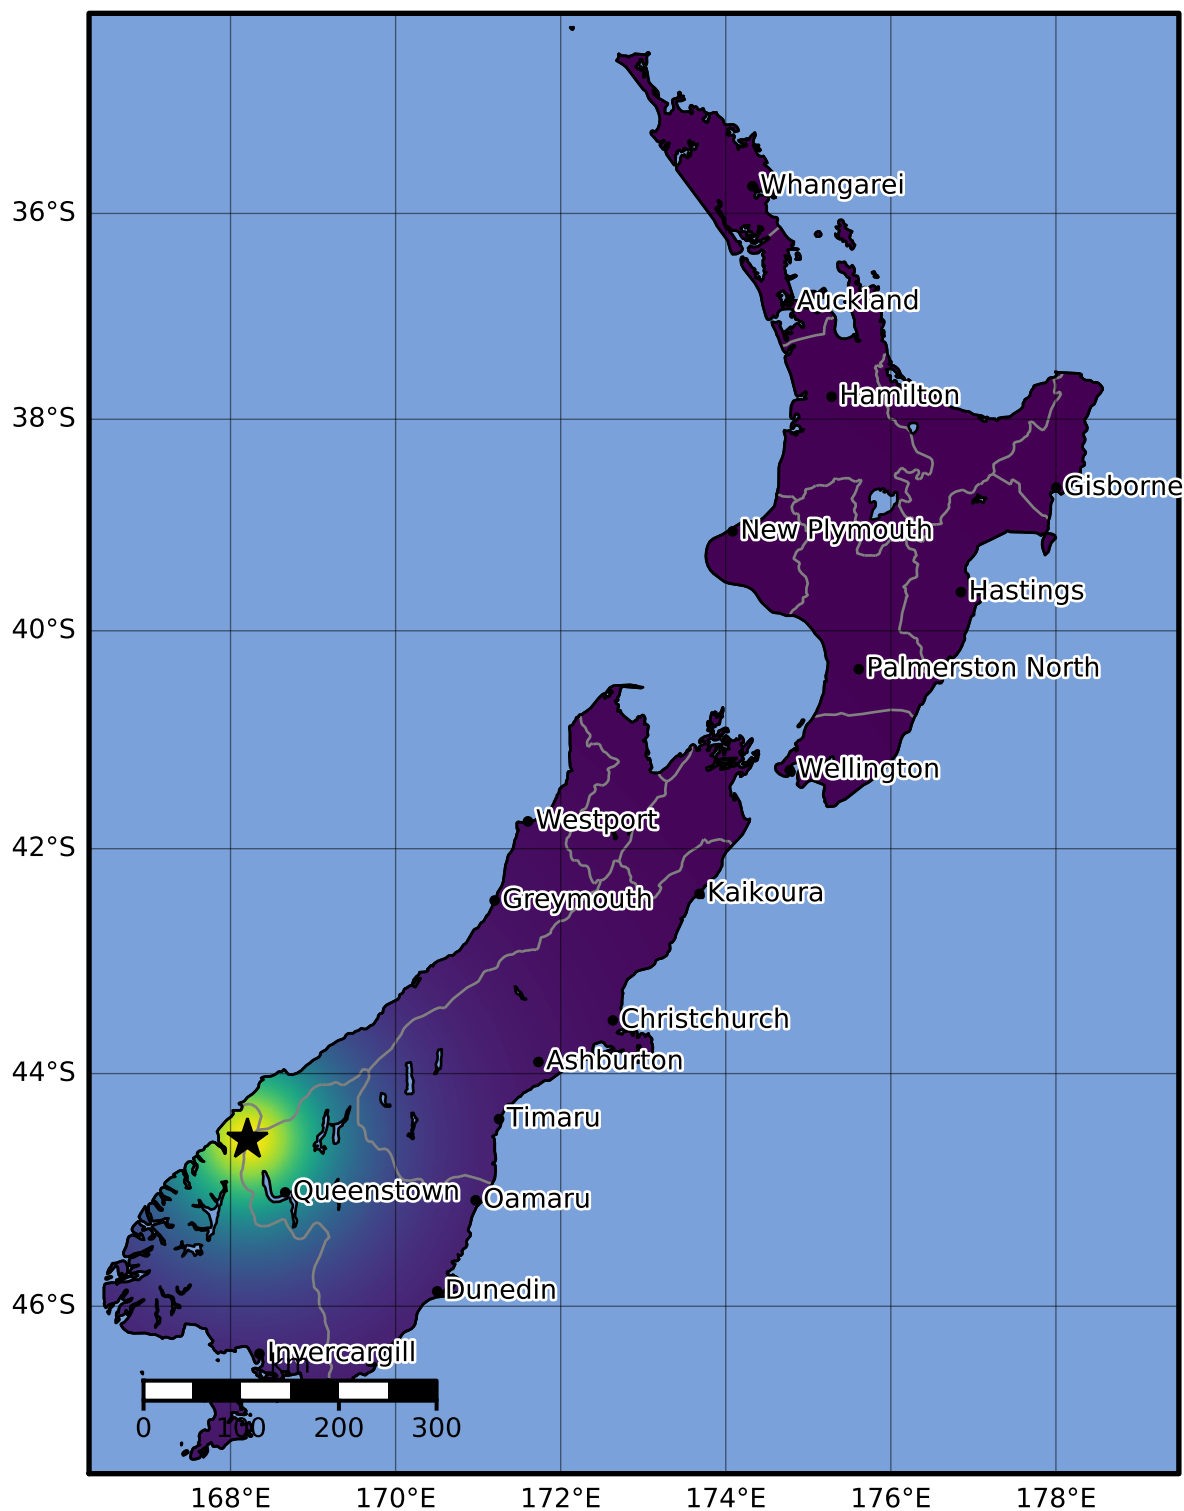 Whangarei
36°S
Auckland
Hamilton
38°S
Gisborne
New Plymouth
Hastings
40°S
Palmerston North
Wellington
Westport
42°S
Kaikoura
Greymouth
Christchurch
Ashburton
44°S
Timaru
Queenstown
Oamaru
Dunedin
46°S
Invercargill
km
0 100 200 300
168°E 170°E 172°E 174°E 176°E 178°E